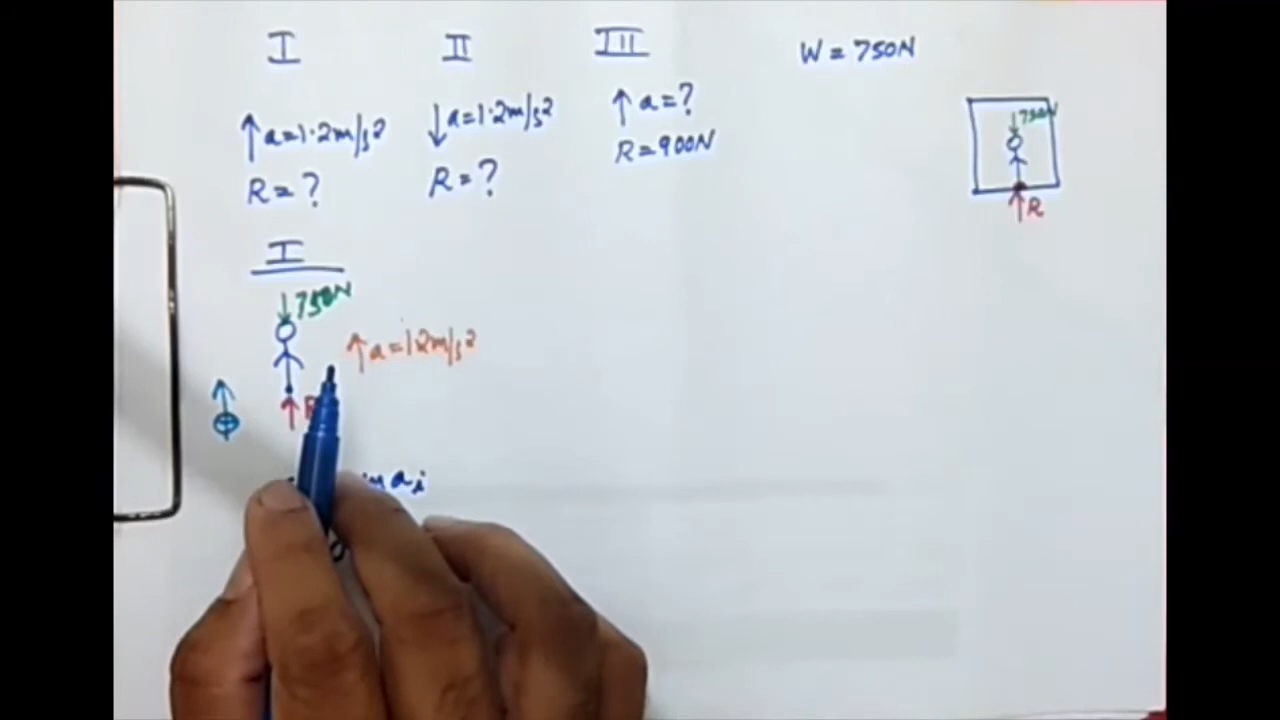 I II III W = 750N
↑a=1.2m/s² ↓a=1.2m/s² ↑a=?
R = ? R=? R=900N
750N
R
I
↓750N
↑a=1.2m/s²
↑
m a i